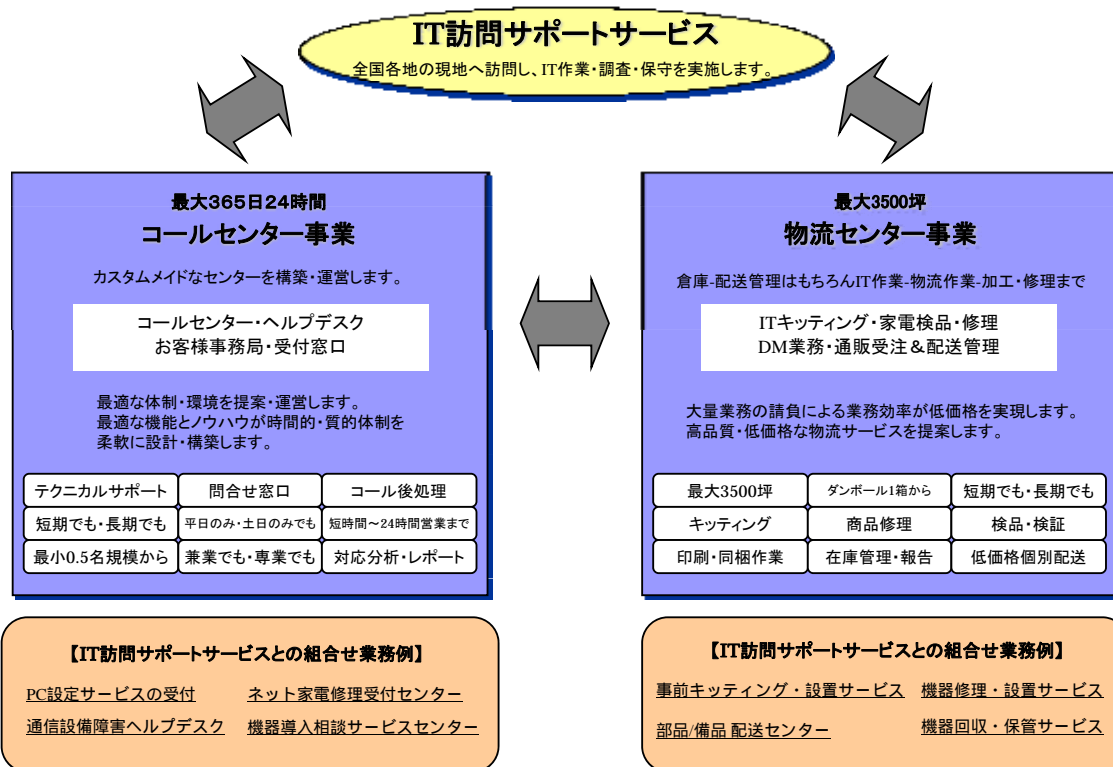 IT訪問サポートサービス
全国各地の現地へ訪問し、IT作業・調査・保守を実施します。
最大365日24時間
コールセンター事業
カスタムメイドなセンターを構築・運営します。
コールセンター・ヘルプデスク
お客様事務局・受付窓口
最適な体制・環境を提案・運営します。
最適な機能とノウハウが時間的・質的体制を
柔軟に設計・構築します。
テクニカルサポート 問合せ窓口 コール後処理
短期でも・長期でも 平日のみ・土日のみでも 短時間～24時間営業まで
最小0.5名規模から 兼業でも・専業でも 対応分析・レポート
【IT訪問サポートサービスとの組合せ業務例】
PC設定サービスの受付 ネット家電修理受付センター
通信設備障害ヘルプデスク 機器導入相談サービスセンター
最大3500坪
物流センター事業
倉庫-配送管理はもちろんIT作業-物流作業-加工・修理まで
ITキッティング・家電検品・修理
DM業務・通販受注＆配送管理
大量業務の請負による業務効率が低価格を実現します。
高品質・低価格な物流サービスを提案します。
最大3500坪 ダンボール1箱から 短期でも・長期でも
キッティング 商品修理 検品・検証
印刷・同梱作業 在庫管理・報告 低価格個別配送
【IT訪問サポートサービスとの組合せ業務例】
事前キッティング・設置サービス 機器修理・設置サービス
部品/備品 配送センター 機器回収・保管サービス